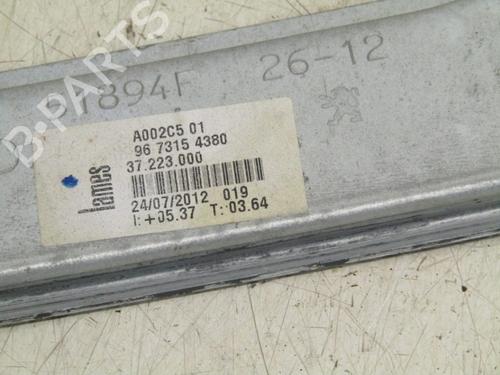 26-12
1894F
A002C5 01
96 7315 4380
37.223.000
24/07/2012 019
I: +05.37 T: 03.64
lames
B-PARTS